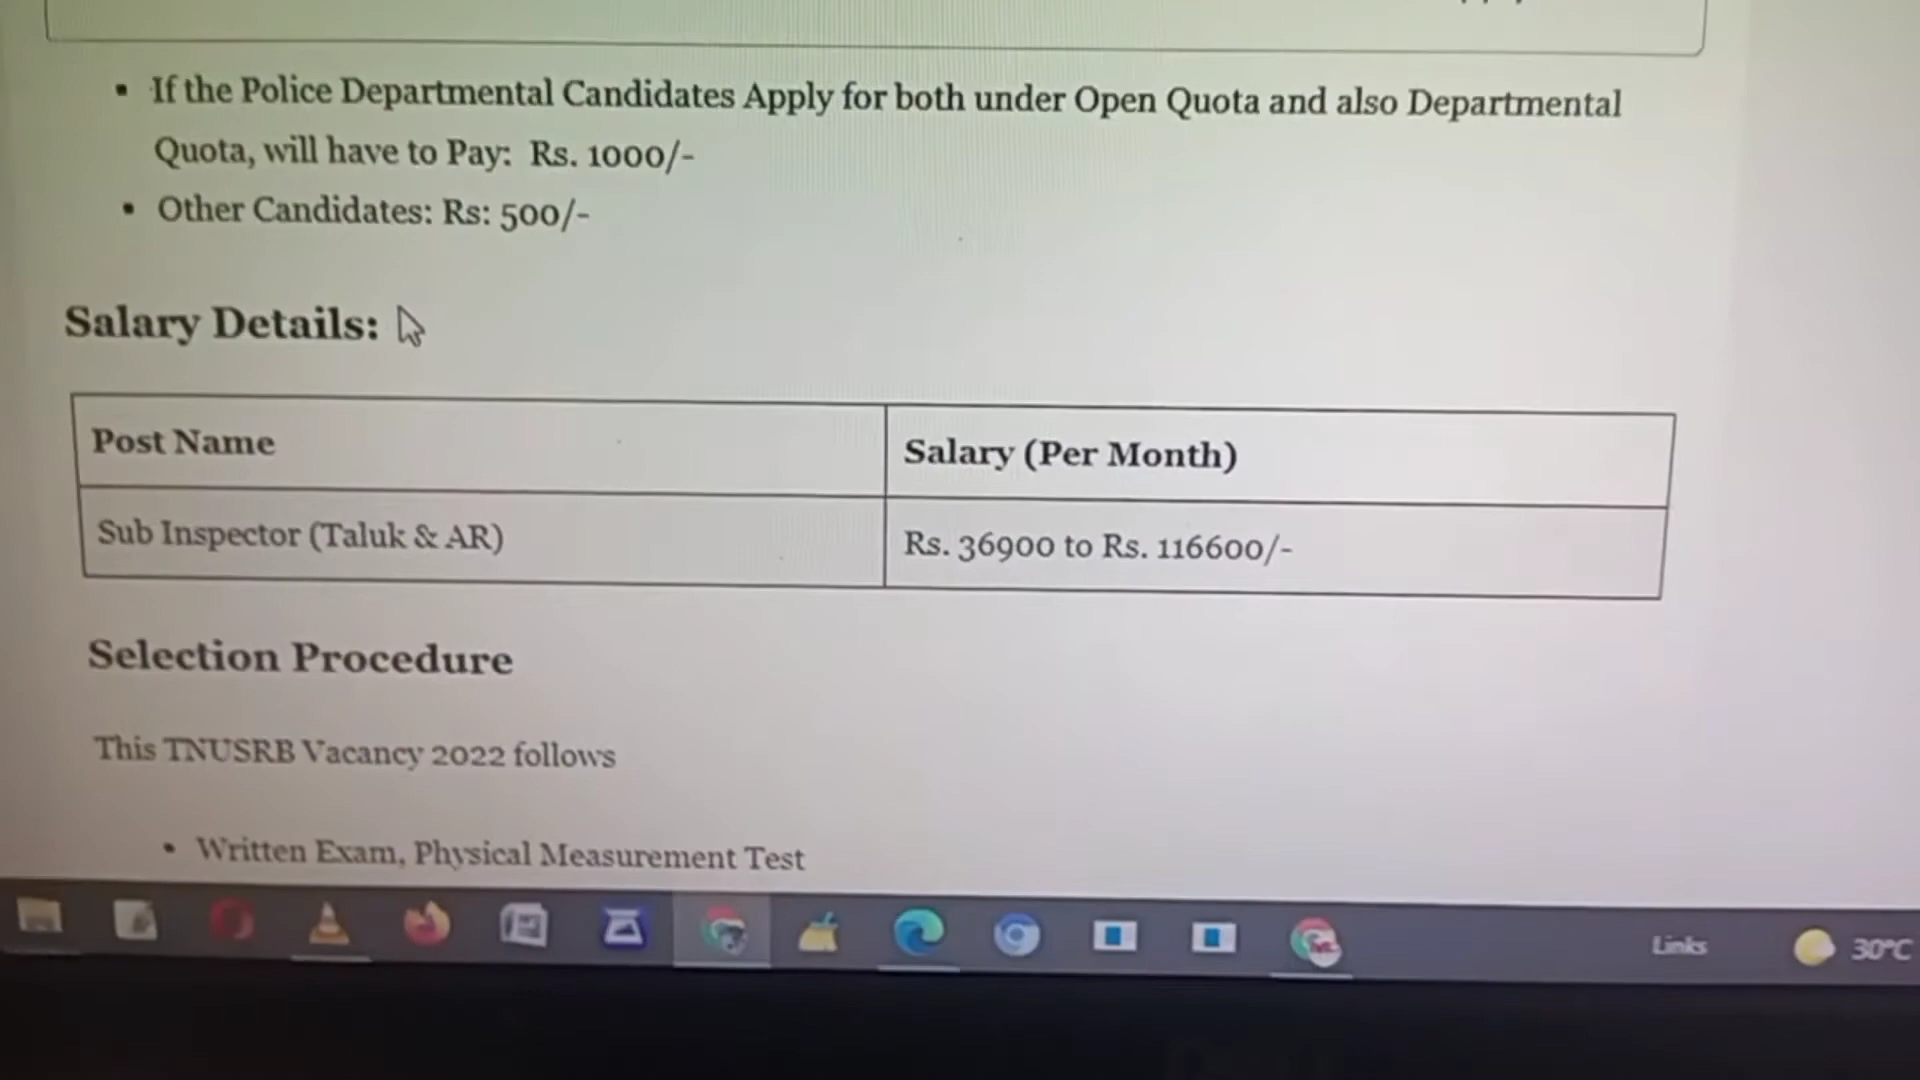 If the Police Departmental Candidates Apply for both under Open Quota and also Departmental
Quota, will have to Pay: Rs. 1000/-
Other Candidates: Rs: 500/-
Salary Details:
Post Name
Salary (Per Month)
Sub Inspector (Taluk & AR)
Rs. 36900 to Rs. 116600/-
Selection Procedure
This TNUSRB Vacancy 2022 follows
Written Exam, Physical Measurement Test
Links
30°C